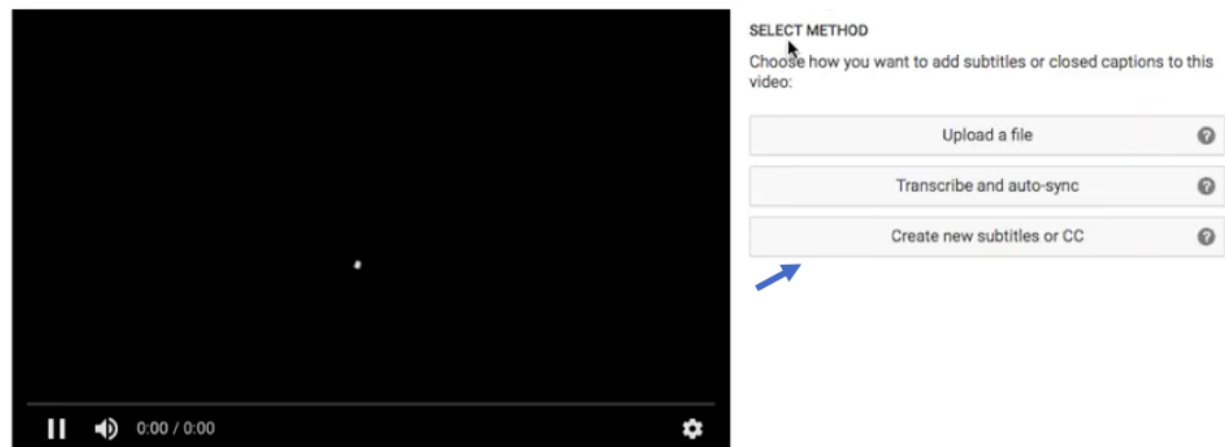 SELECT METHOD
Choose how you want to add subtitles or closed captions to this
video:
Upload a file
?
Transcribe and auto-sync
?
Create new subtitles or CC
?
0:00 / 0:00